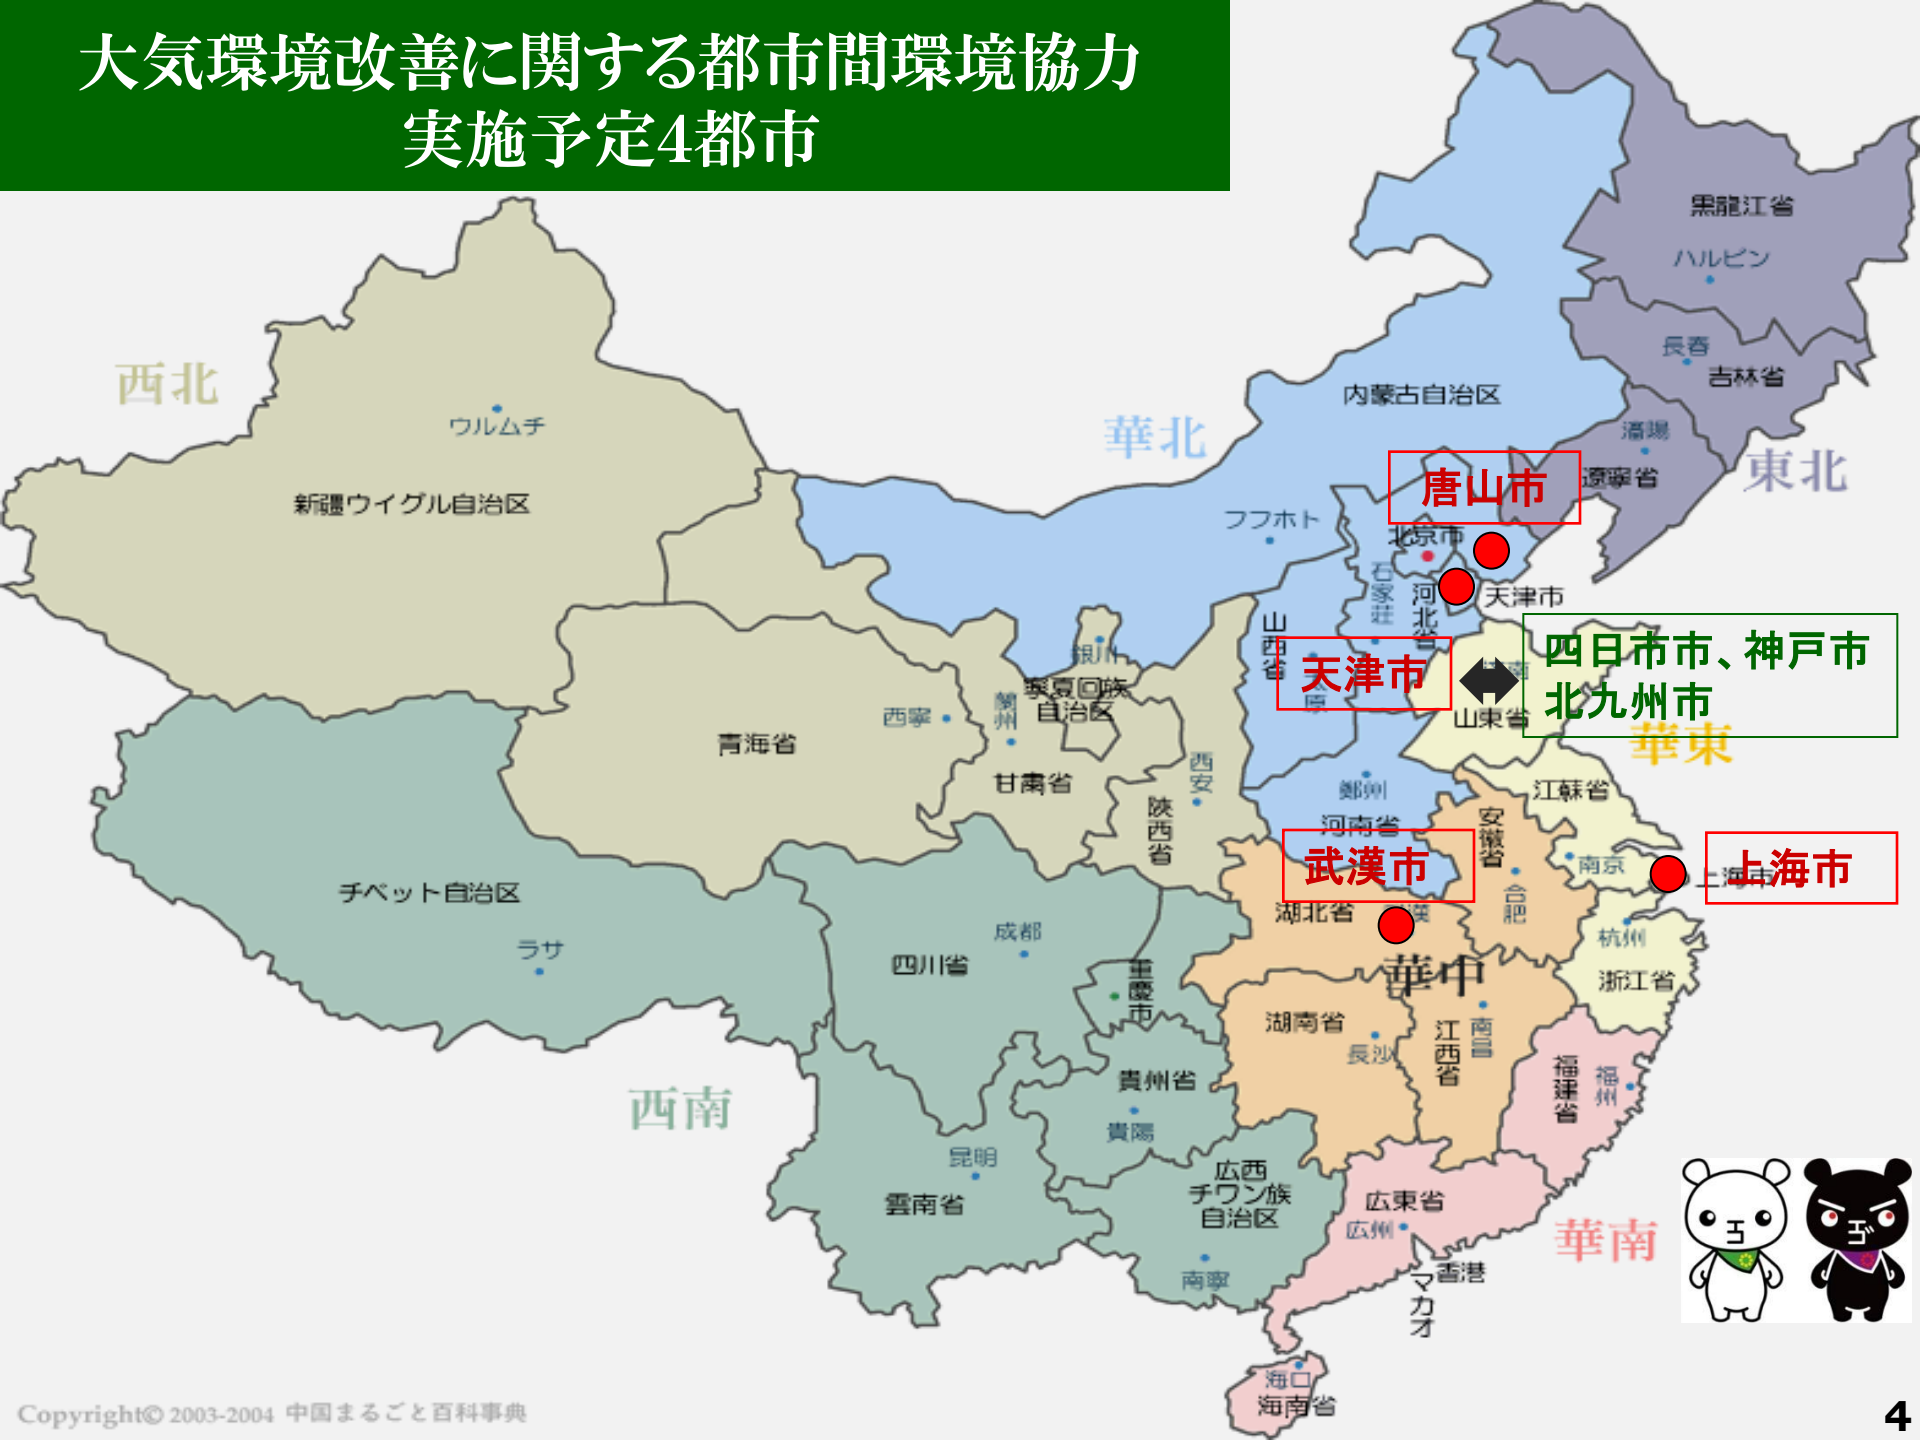 大気環境改善に関する都市間環境協力
実施予定4都市
黒龍江省
ハルビン
長春
吉林省
瀋陽
遼寧省
東北
西北
ウルムチ
新疆ウイグル自治区
華北
内蒙古自治区
フフホト
唐山市
北京市
天津市
石家荘
河北省
山西省
天津市
四日市市、神戸市
北九州市
山東省
華東
銀川
寧夏回族
自治区
蘭州
西寧
青海省
甘粛省
西安
陝西省
鄭州
河南省
江蘇省
安徽省
合肥
南京
武漢市
湖北省
上海市
上海市
杭州
浙江省
チベット自治区
ラサ
成都
四川省
重慶市
華中
湖南省
長沙
江西省
南昌
福建省
福州
貴州省
貴陽
西南
昆明
雲南省
広西
チワン族
自治区
南寧
広東省
広州
華南
香港
マカオ
海口
海南省
エ
ゴ
Copyright© 2003-2004 中国まるごと百科事典
4